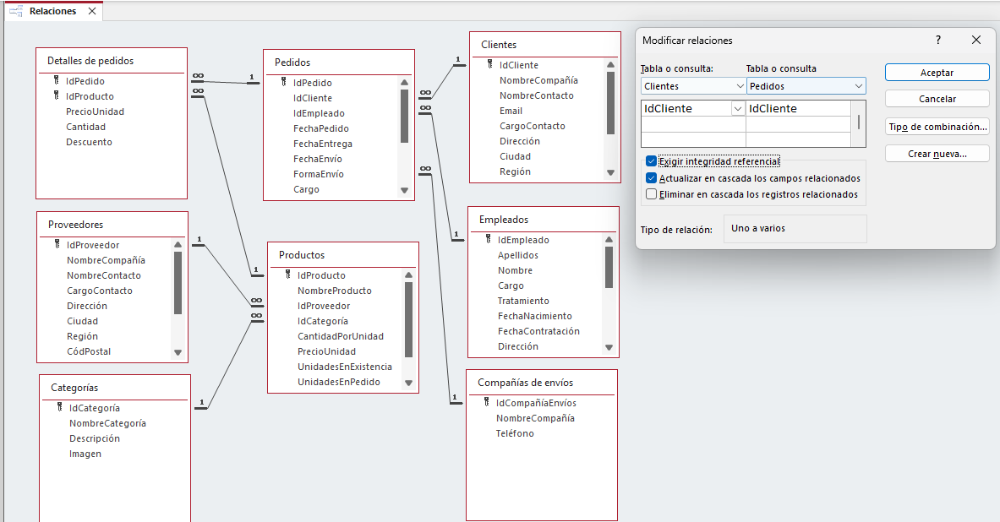 Relaciones
Detalles de pedidos
IdPedido
IdProducto
PrecioUnidad
Cantidad
Descuento
∞
1
∞
1
Pedidos
IdPedido
IdCliente
IdEmpleado
FechaPedido
FechaEntrega
FechaEnvío
FormaEnvío
Cargo
∞
1
∞
1
∞
1
Clientes
IdCliente
NombreCompañía
NombreContacto
Email
CargoContacto
Dirección
Ciudad
Región
Proveedores
IdProveedor
NombreCompañía
NombreContacto
CargoContacto
Dirección
Ciudad
Región
CódPostal
1
∞
∞
1
Productos
IdProducto
NombreProducto
IdProveedor
IdCategoría
CantidadPorUnidad
PrecioUnidad
UnidadesEnExistencia
UnidadesEnPedido
Empleados
IdEmpleado
Apellidos
Nombre
Cargo
Tratamiento
FechaNacimiento
FechaContratación
Dirección
Categorías
IdCategoría
NombreCategoría
Descripción
Imagen
Compañías de envíos
IdCompañíaEnvíos
NombreCompañía
Teléfono
Modificar relaciones
?
Tabla o consulta: Tabla o consulta
Clientes Pedidos
IdCliente IdCliente
Exigir integridad referencial
Actualizar en cascada los campos relacionados
Eliminar en cascada los registros relacionados
Tipo de relación: Uno a varios
Aceptar
Cancelar
Tipo de combinación...
Crear nueva...